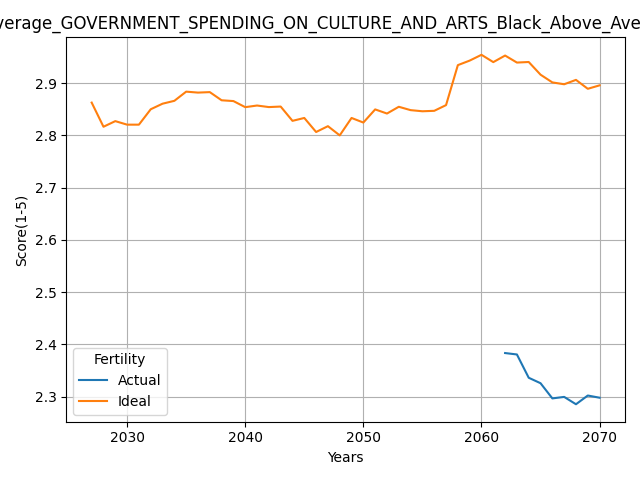 verage_GOVERNMENT_SPENDING_ON_CULTURE_AND_ARTS_Black_Above_Ave
2.9
2.8
2.7
2.6
2.5
2.4
2.3
Score(1-5)
Fertility
Actual
Ideal
2030 2040 2050 2060 2070
Years